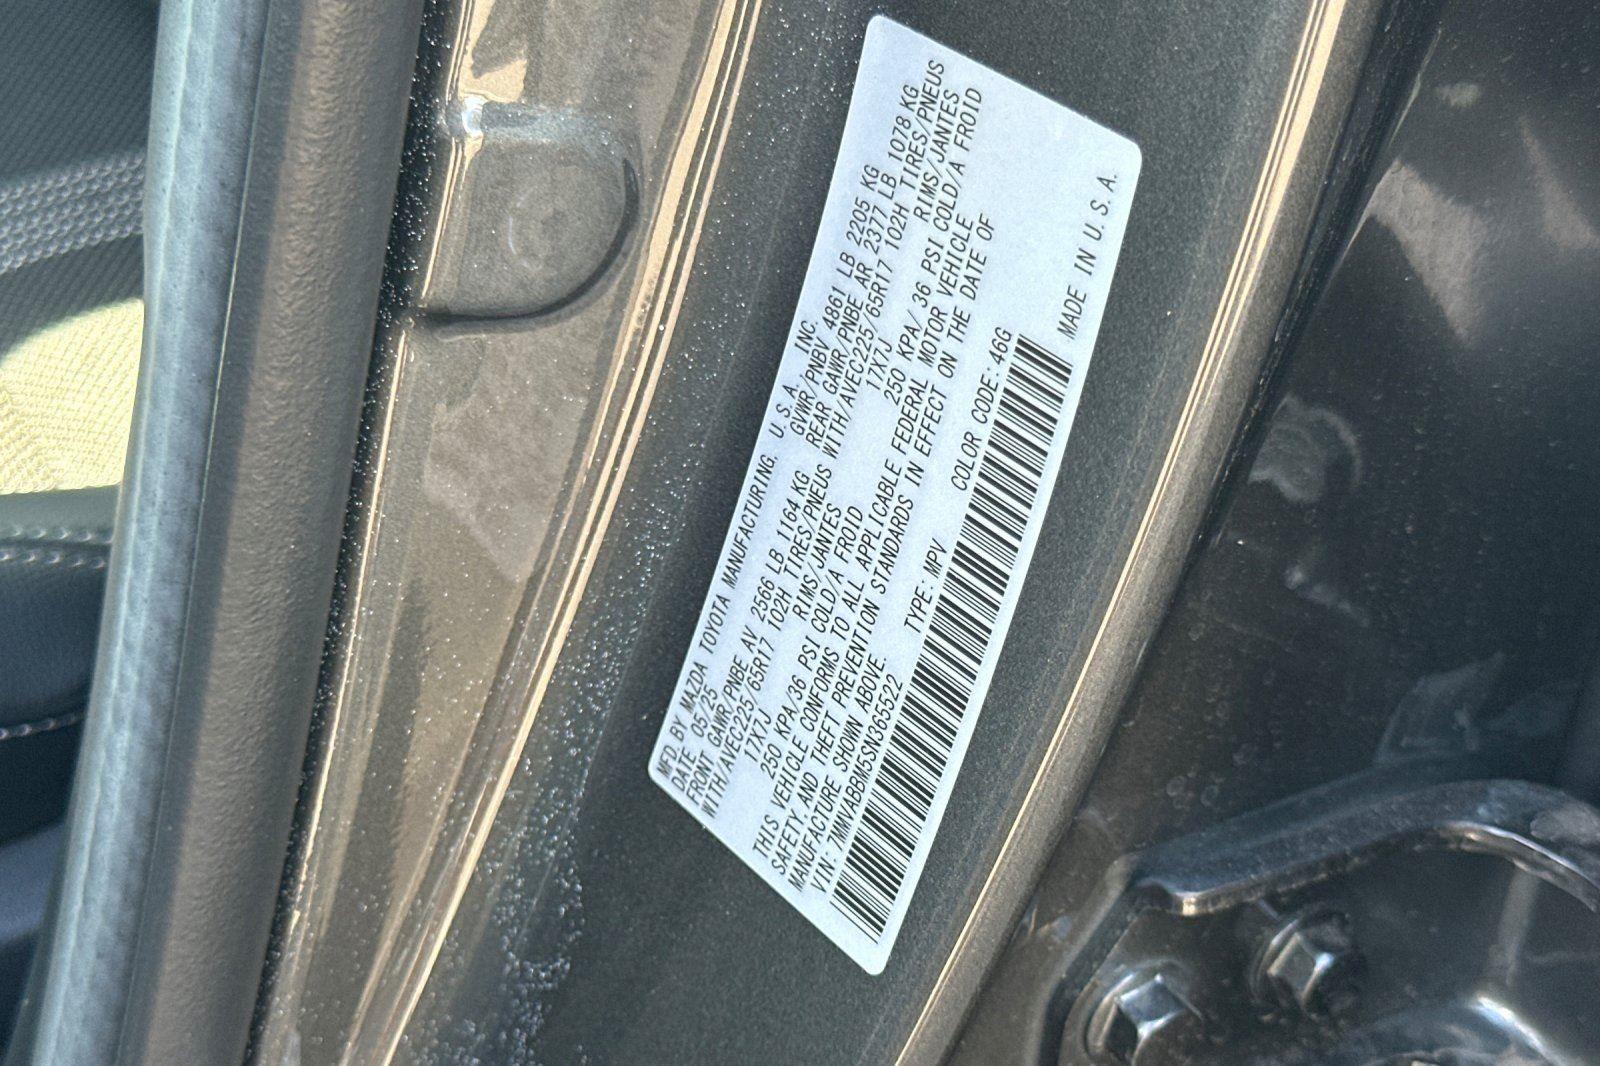 MFD. BY MAZDA TOYOTA MANUFACTURING, U.S.A., INC.
DATE 05/25 GVWR/PNBV 4861 LB 2205 KG
FRONT GAWR/PNBE AV 2566 LB 1164 KG REAR GAWR/PNBE AR 2377 LB 1078 KG
WITH/AVEC225/65R17 102H TIRES/PNEUS WITH/AVEC225/65R17 102H TIRES/PNEUS
17X7J RIMS/JANTES 17X7J RIMS/JANTES
250 KPA,36 PSI COLD/A FROID 250 KPA/ 36 PSI COLD/A FROID
THIS VEHICLE CONFORMS TO ALL APPLICABLE FEDERAL MOTOR VEHICLE
SAFETY, AND THEFT PREVENTION STANDARDS IN EFFECT ON THE DATE OF
MANUFACTURE SHOWN ABOVE.
VIN: 7MMVABBM5SN365522 TYPE: MPV COLOR CODE: 46G
MADE IN U.S.A.